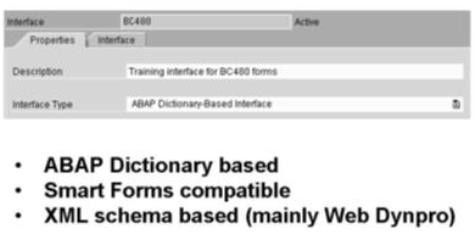 Interface BC480 Active
Properties Interface
Description Training interface for BC480 forms
Interface Type ABAP Dictionary-Based Interface
• ABAP Dictionary based
• Smart Forms compatible
• XML schema based (mainly Web Dynpro)